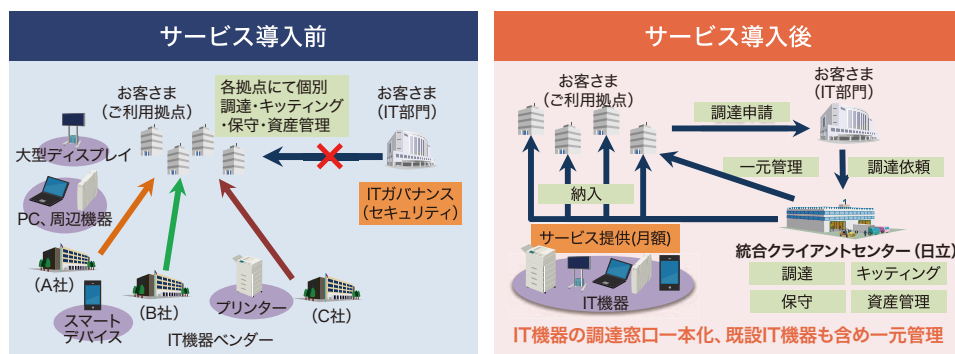 サービス導入前
お客さま
(ご利用拠点)
各拠点にて個別
調達・キッティング
・保守・資産管理
お客さま
(IT部門)
大型ディスプレイ
PC、周辺機器
ITガバナンス
(セキュリティ)
(A社)
スマート
デバイス
(B社)
プリンター
(C社)
IT機器ベンダー
サービス導入後
お客さま
(ご利用拠点)
調達申請
お客さま
(IT部門)
一元管理
調達依頼
納入
サービス提供(月額)
IT機器
統合クライアントセンター(日立)
調達
キッティング
保守
資産管理
IT機器の調達窓口一本化、既設IT機器も含め一元管理